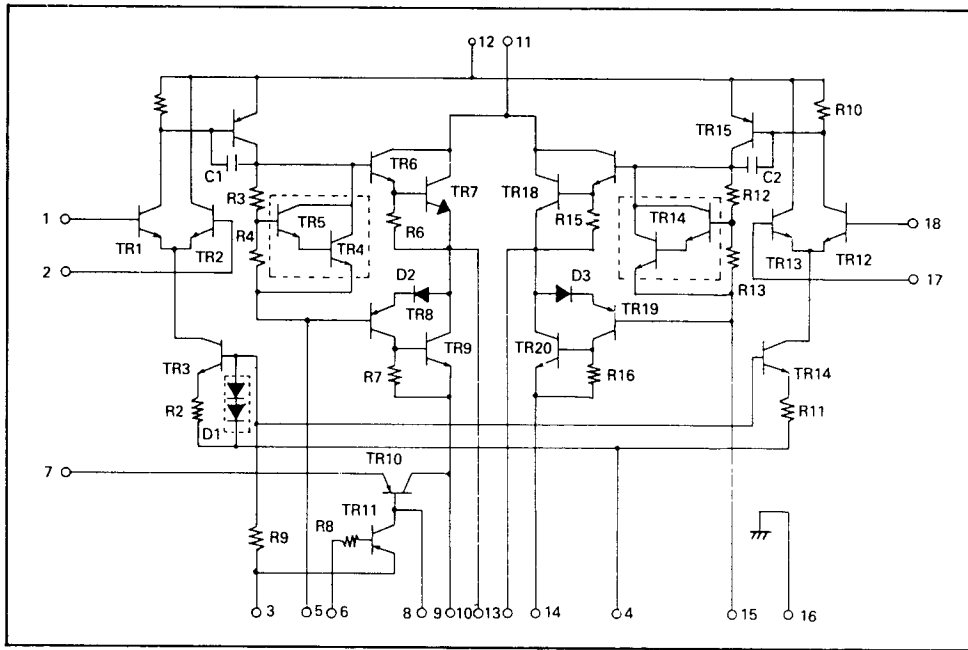 12 11
R10
TR15
C1 TR6 C2
R3 TR7 TR18 R12
1 TR5 R15 TR14
R4 R6 18
TR1 TR2 TR4 TR13 TR12
2 D2 D3 R13 17
TR8 TR19
TR9 TR20
TR3 R7 R16 TR14
R2 R11
D1
TR10
7
TR11
R8
R9
3 5 6 8 9 10 13 14 4 15 16